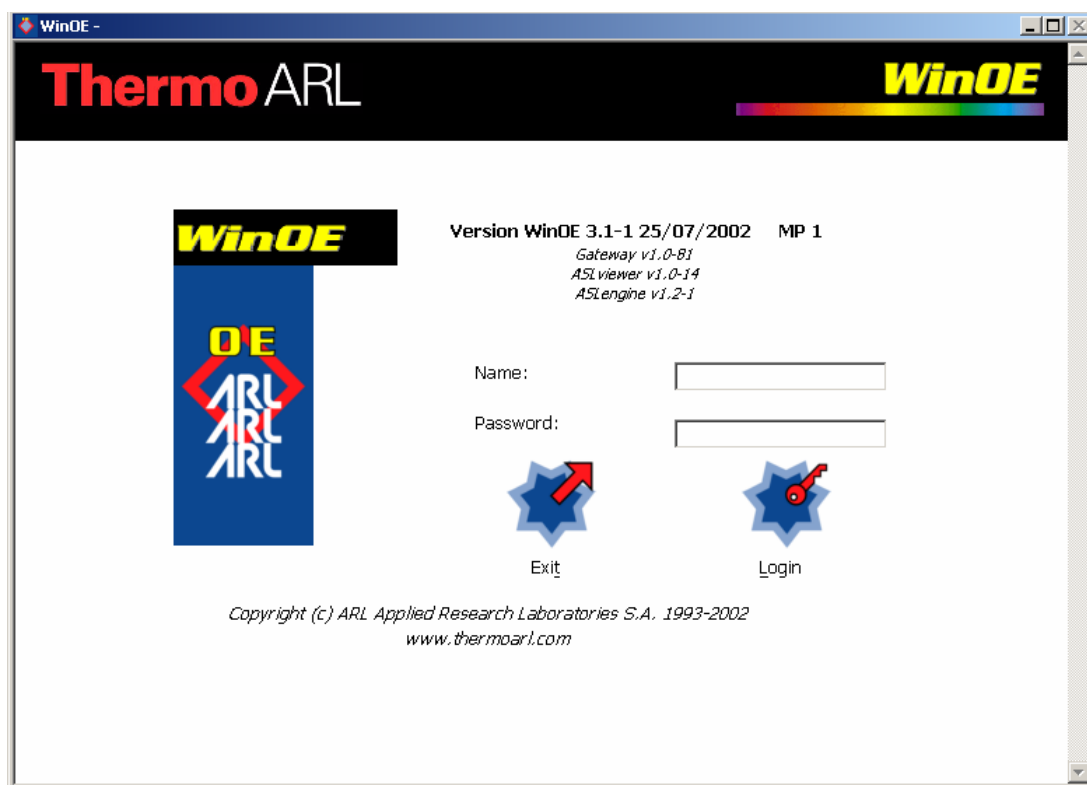 WinOE -
Thermo ARL
WinOE
WinOE
Version WinOE 3.1-1 25/07/2002 MP 1
Gateway v1.0-81
ASLviewer v1.0-14
ASLengine v1.2-1
OE
ARL
ARL
ARL
Name:
Password:
Exit
Login
Copyright (c) ARL Applied Research Laboratories S.A. 1993-2002
www.thermoarl.com